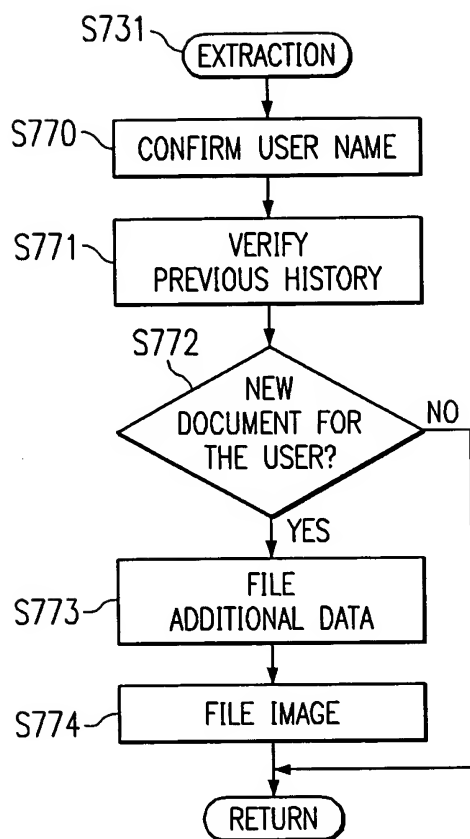 S731
EXTRACTION
S770
CONFIRM USER NAME
S771
VERIFY
PREVIOUS HISTORY
S772
NEW
DOCUMENT FOR
THE USER?
NO
YES
S773
FILE
ADDITIONAL DATA
S774
FILE IMAGE
RETURN